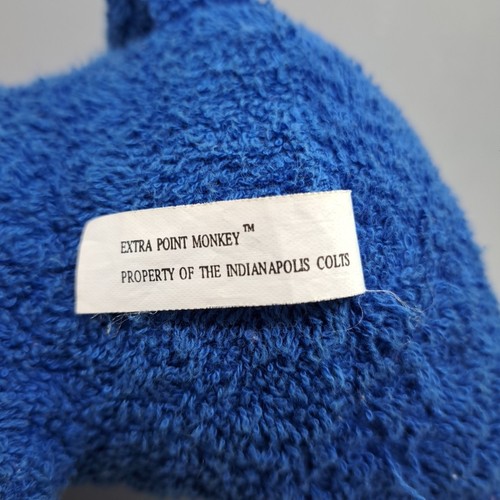 EXTRA POINT MONKEY™
PROPERTY OF THE INDIANAPOLIS COLTS